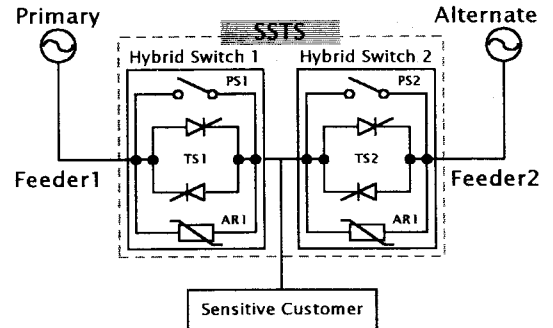 Primary
Alternate
SSTS
Hybrid Switch 1
Hybrid Switch 2
PS1
PS2
TS1
TS2
Feeder1
Feeder2
AR1
AR1
Sensitive Customer